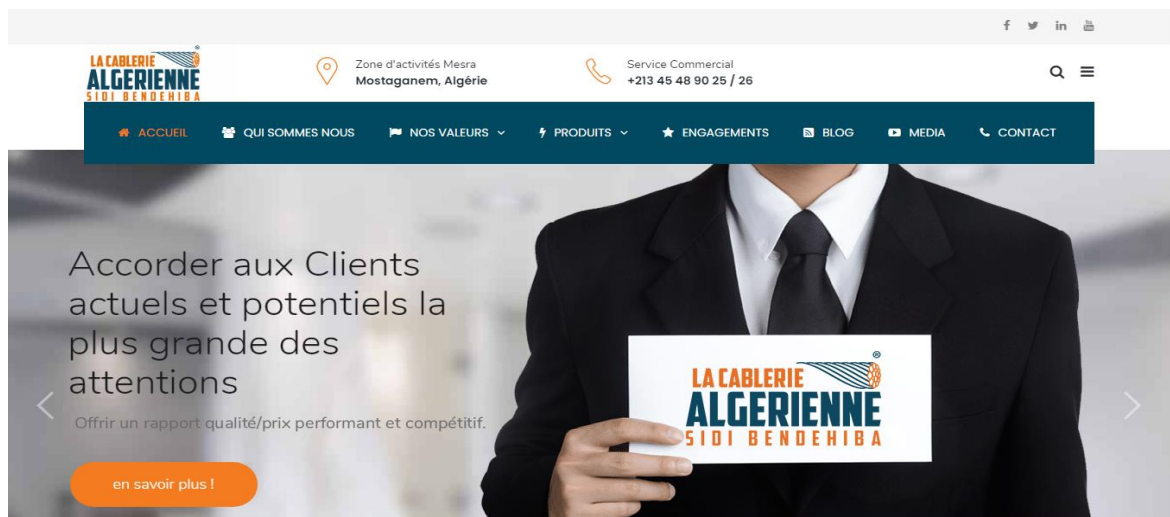 LA CABLERIE
ALGERIENNE
SIDI BENDEHIBA
®
Zone d'activités Mesra
Mostaganem, Algérie
Service Commercial
+213 45 48 90 25 / 26
ACCUEIL
QUI SOMMES NOUS
NOS VALEURS
PRODUITS
ENGAGEMENTS
BLOG
MEDIA
CONTACT
Accorder aux Clients
actuels et potentiels la
plus grande des
attentions
Offrir un rapport qualité/prix performant et compétitif.
en savoir plus !
LA CABLERIE
ALGERIENNE
SIDI BENDEHIBA
®